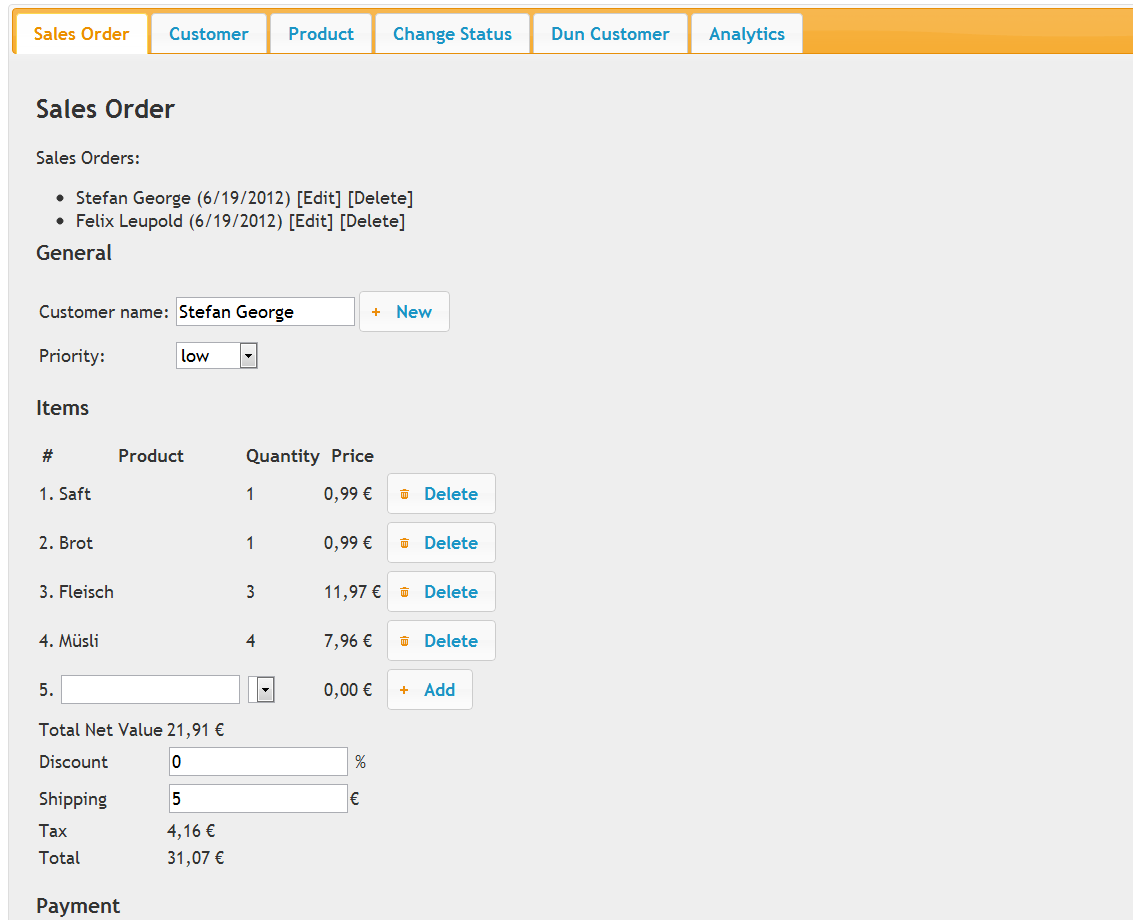 Sales Order Customer Product Change Status Dun Customer Analytics
Sales Order
Sales Orders:
Stefan George (6/19/2012) [Edit] [Delete]
Felix Leupold (6/19/2012) [Edit] [Delete]
General
Customer name: Stefan George + New
Priority: low
Items
# Product Quantity Price
1. Saft 1 0,99 € Delete
2. Brot 1 0,99 € Delete
3. Fleisch 3 11,97 € Delete
4. Müsli 4 7,96 € Delete
5. 0,00 € + Add
Total Net Value 21,91 €
Discount 0 %
Shipping 5 €
Tax 4,16 €
Total 31,07 €
Payment